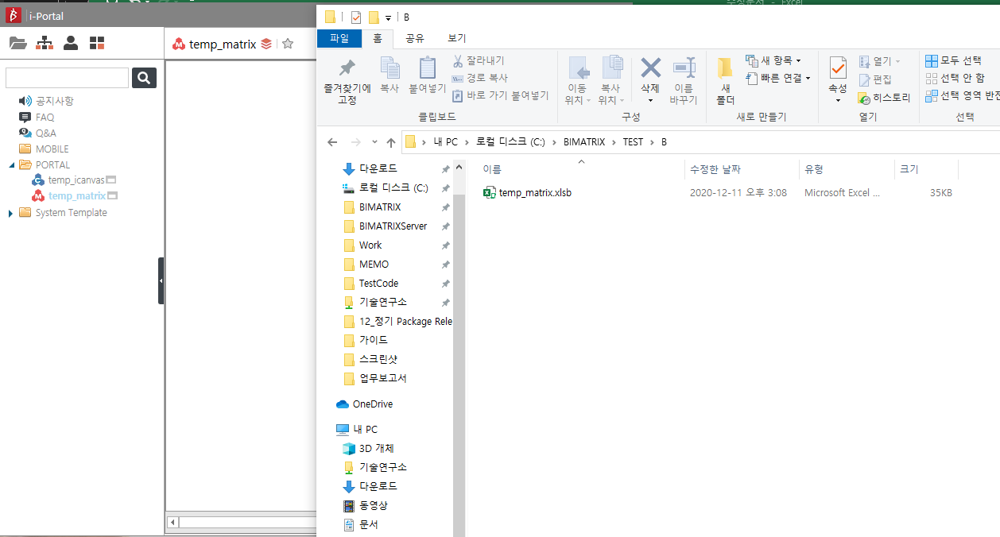 i-Portal
temp_matrix
공지사항
FAQ
Q&A
MOBILE
PORTAL
temp_icanvas
temp_matrix
System Template
B
파일
홈
공유
보기
즐겨찾기에 고정
복사
붙여넣기
잘라내기
경로 복사
바로 가기 붙여넣기
클립보드
이동 위치
복사 위치
삭제
이름 바꾸기
구성
새 폴더
새 항목
빠른 연결
새로 만들기
속성
열기
편집
히스토리
열기
모두 선택
선택 안 함
선택 영역 반전
선택
내 PC > 로컬 디스크 (C:) > BIMATRIX > TEST > B
다운로드
로컬 디스크 (C:)
BIMATRIX
BIMATRIXServer
Work
MEMO
TestCode
기술연구소
12_정기 Package Rele
가이드
스크린샷
업무보고서
OneDrive
내 PC
3D 개체
기술연구소
다운로드
동영상
문서
이름 수정한 날짜 유형 크기
temp_matrix.xlsb 2020-12-11 오후 3:08 Microsoft Excel ... 35KB